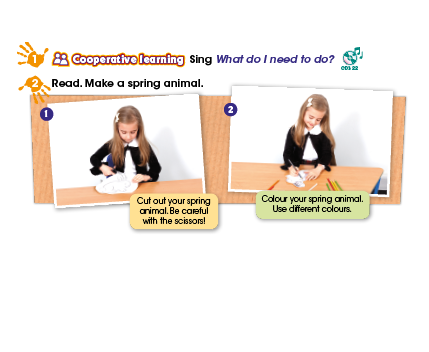 1 Cooperative learning Sing What do I need to do?
CD3 22
2 Read. Make a spring animal.
1
2
Cut out your spring
animal. Be careful
with the scissors!
Colour your spring animal.
Use different colours.